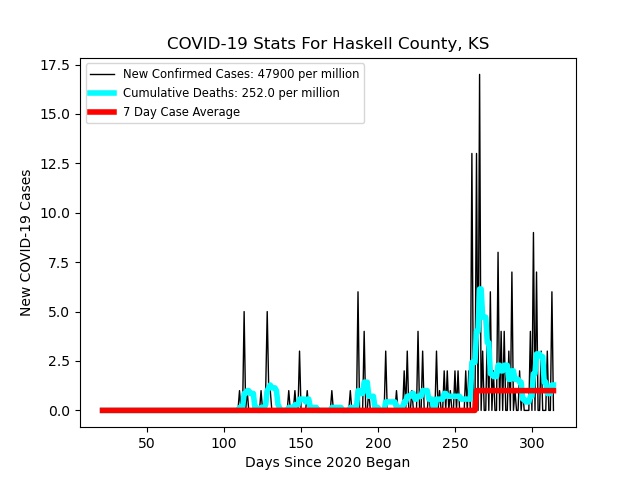 COVID-19 Stats For Haskell County, KS
New Confirmed Cases: 47900 per million
Cumulative Deaths: 252.0 per million
7 Day Case Average
New COVID-19 Cases
17.5
15.0
12.5
10.0
7.5
5.0
2.5
0.0
50 100 150 200 250 300
Days Since 2020 Began